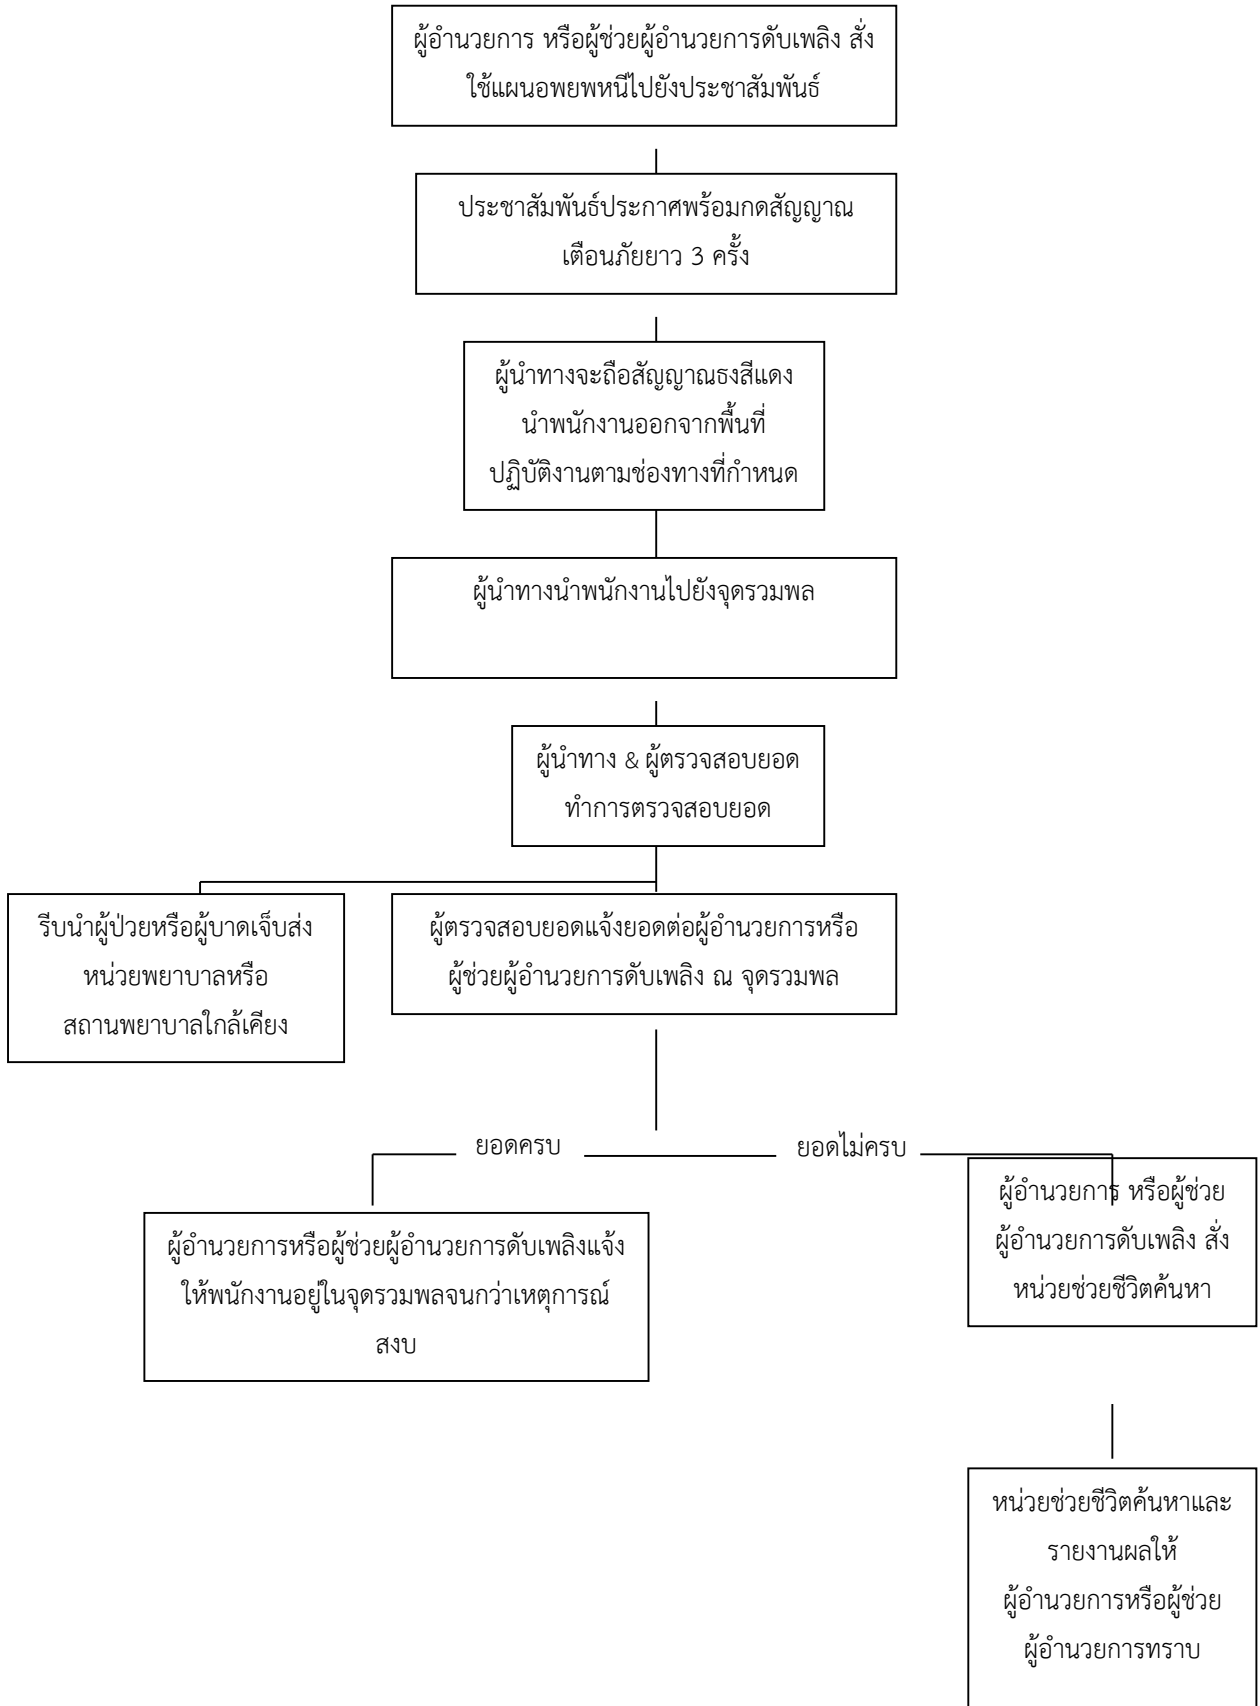 ผู้อำนวยการ หรือผู้ช่วยผู้อำนวยการดับเพลิง สั่ง
ใช้แผนอพยพหนีไปยังประชาสัมพันธ์
ประชาสัมพันธ์ประกาศพร้อมกดสัญญาณ
เตือนภัยยาว 3 ครั้ง
ผู้นำทางจะถือสัญญาณธงสีแดง
นำพนักงานออกจากพื้นที่
ปฏิบัติงานตามช่องทางที่กำหนด
ผู้นำทางนำพนักงานไปยังจุดรวมพล
ผู้นำทาง & ผู้ตรวจสอบยอด
ทำการตรวจสอบยอด
รีบนำผู้ป่วยหรือผู้บาดเจ็บส่ง
หน่วยพยาบาลหรือ
สถานพยาบาลใกล้เคียง
ผู้ตรวจสอบยอดแจ้งยอดต่อผู้อำนวยการหรือ
ผู้ช่วยผู้อำนวยการดับเพลิง ณ จุดรวมพล
ยอดครบ
ยอดไม่ครบ
ผู้อำนวยการหรือผู้ช่วยผู้อำนวยการดับเพลิงแจ้ง
ให้พนักงานอยู่ในจุดรวมพลจนกว่าเหตุการณ์
สงบ
ผู้อำนวยการ หรือผู้ช่วย
ผู้อำนวยการดับเพลิง สั่ง
หน่วยช่วยชีวิตค้นหา
หน่วยช่วยชีวิตค้นหาและ
รายงานผลให้
ผู้อำนวยการหรือผู้ช่วย
ผู้อำนวยการทราบ